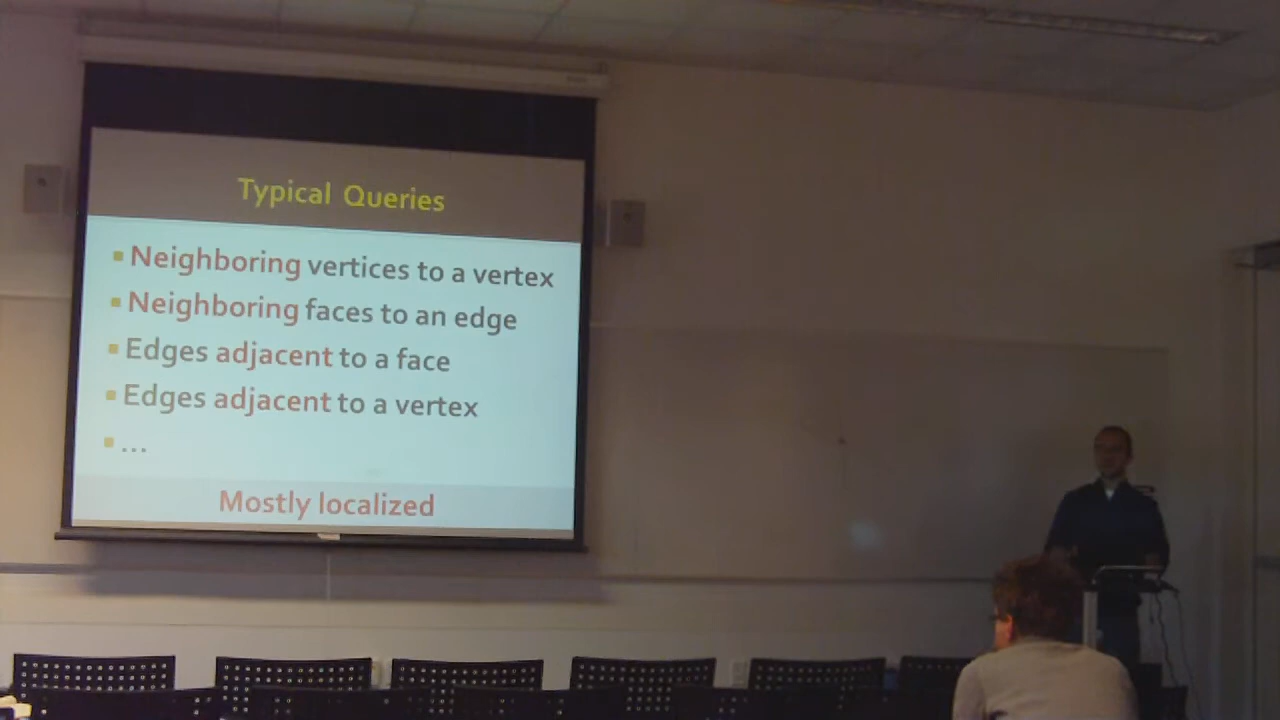 Typical Queries
Neighboring vertices to a vertex
Neighboring faces to an edge
Edges adjacent to a face
Edges adjacent to a vertex
...
Mostly localized